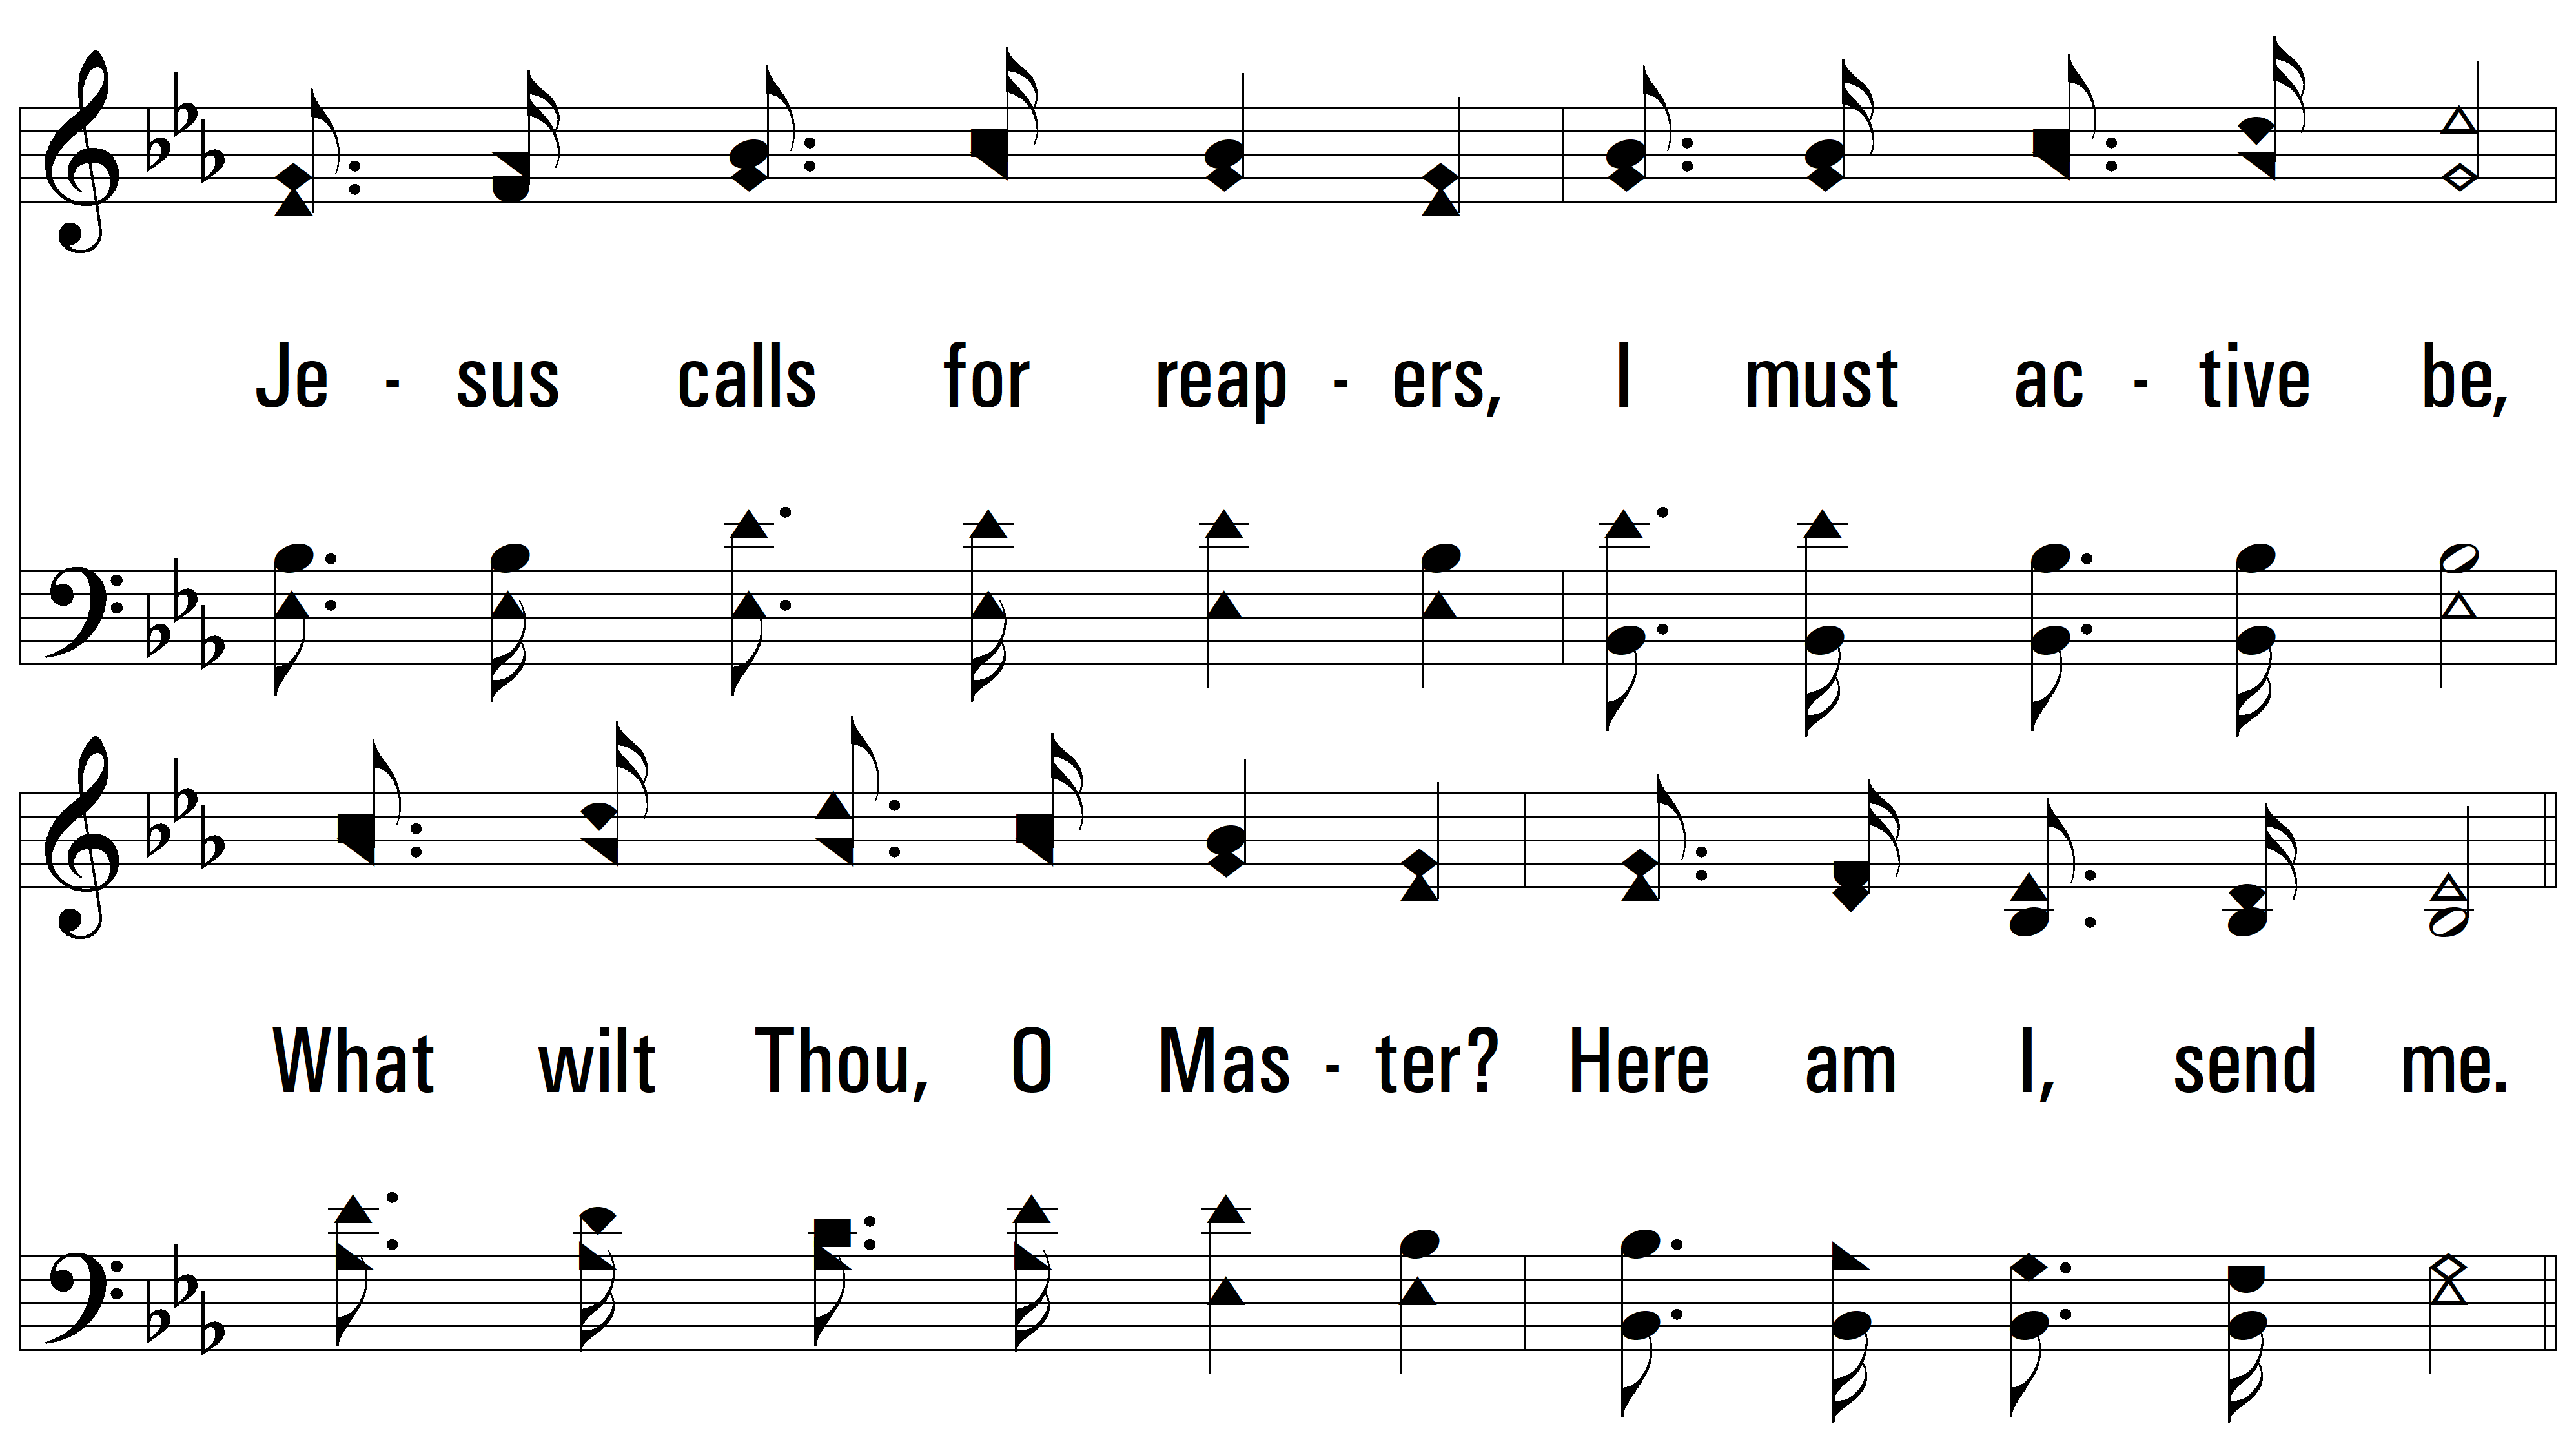 Je - sus calls for reap - ers, I must ac - tive be,
What wilt Thou, O Mas - ter? Here am I, send me.